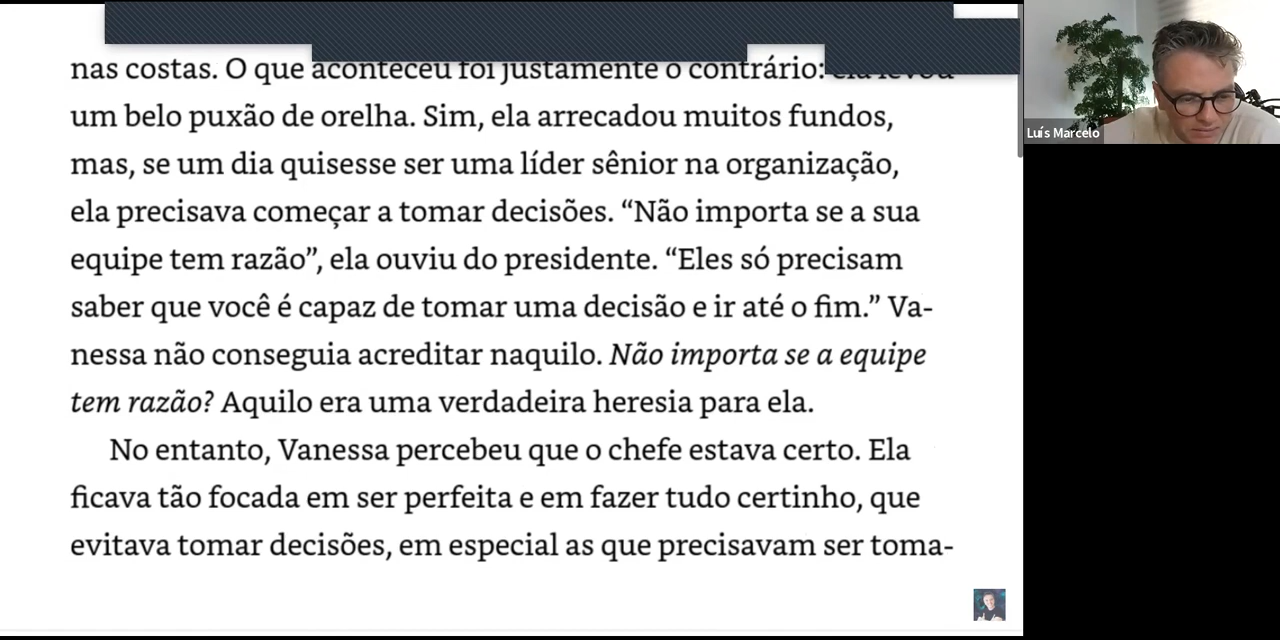 nas costas. O que aconteceu foi justamente o contrário: ela levou
um belo puxão de orelha. Sim, ela arrecadou muitos fundos,
mas, se um dia quisesse ser uma líder sênior na organização,
ela precisava começar a tomar decisões. “Não importa se a sua
equipe tem razão”, ela ouviu do presidente. “Eles só precisam
saber que você é capaz de tomar uma decisão e ir até o fim.” Va-
nessa não conseguia acreditar naquilo. Não importa se a equipe
tem razão? Aquilo era uma verdadeira heresia para ela.
No entanto, Vanessa percebeu que o chefe estava certo. Ela
ficava tão focada em ser perfeita e em fazer tudo certinho, que
evitava tomar decisões, em especial as que precisavam ser toma-
Luís Marcelo